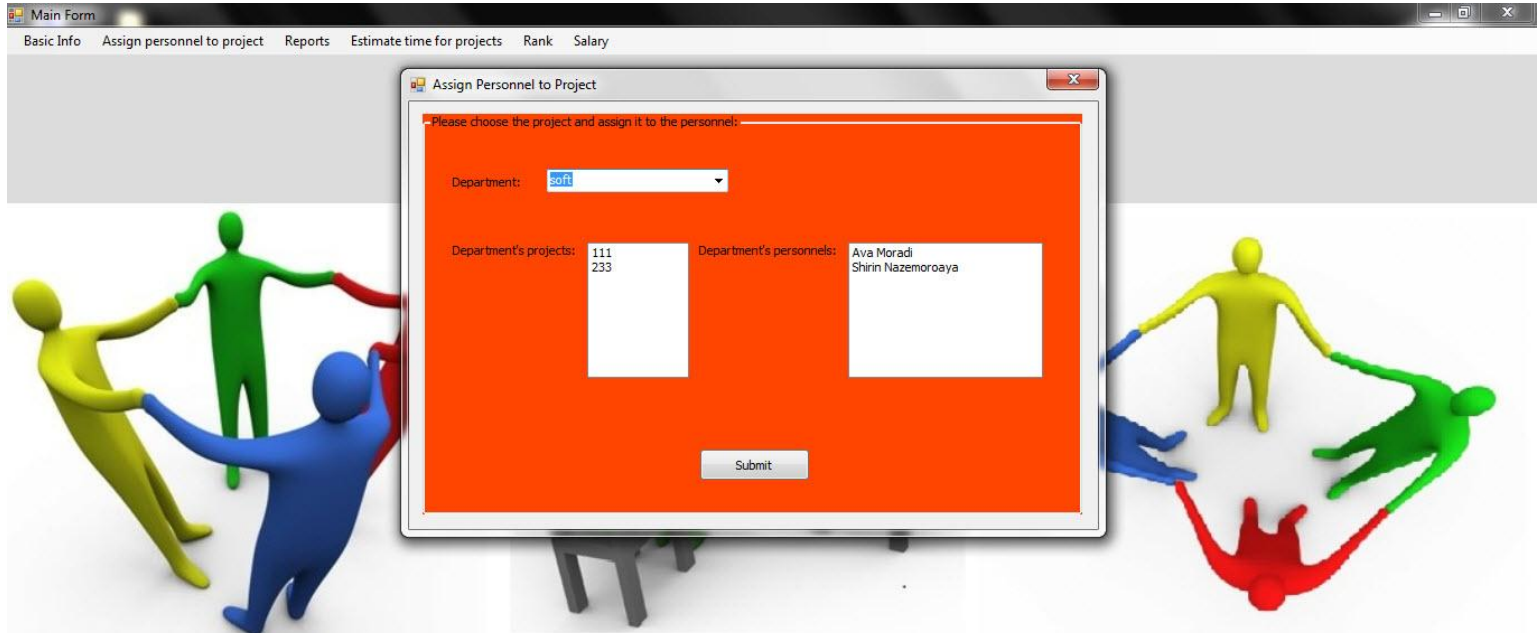 Main Form
Basic Info Assign personnel to project Reports Estimate time for projects Rank Salary
Assign Personnel to Project
Please choose the project and assign it to the personnel:
Department: soft
Department's projects:
111
233
Department's personnels:
Ava Moradi
Shirin Nazemoroaya
Submit